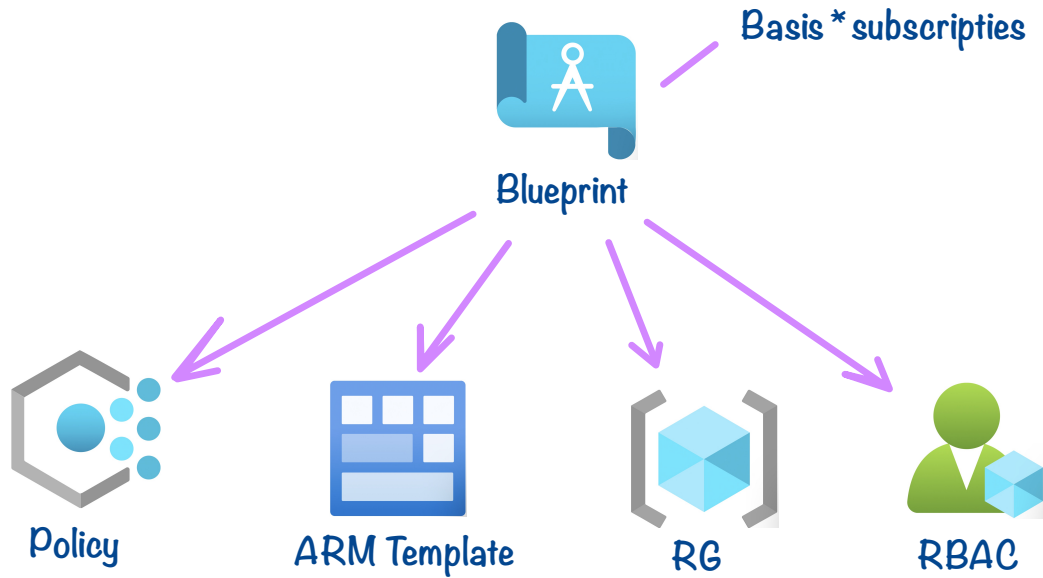 Basis * subscripties
Blueprint
Policy
ARM Template
RG
RBAC